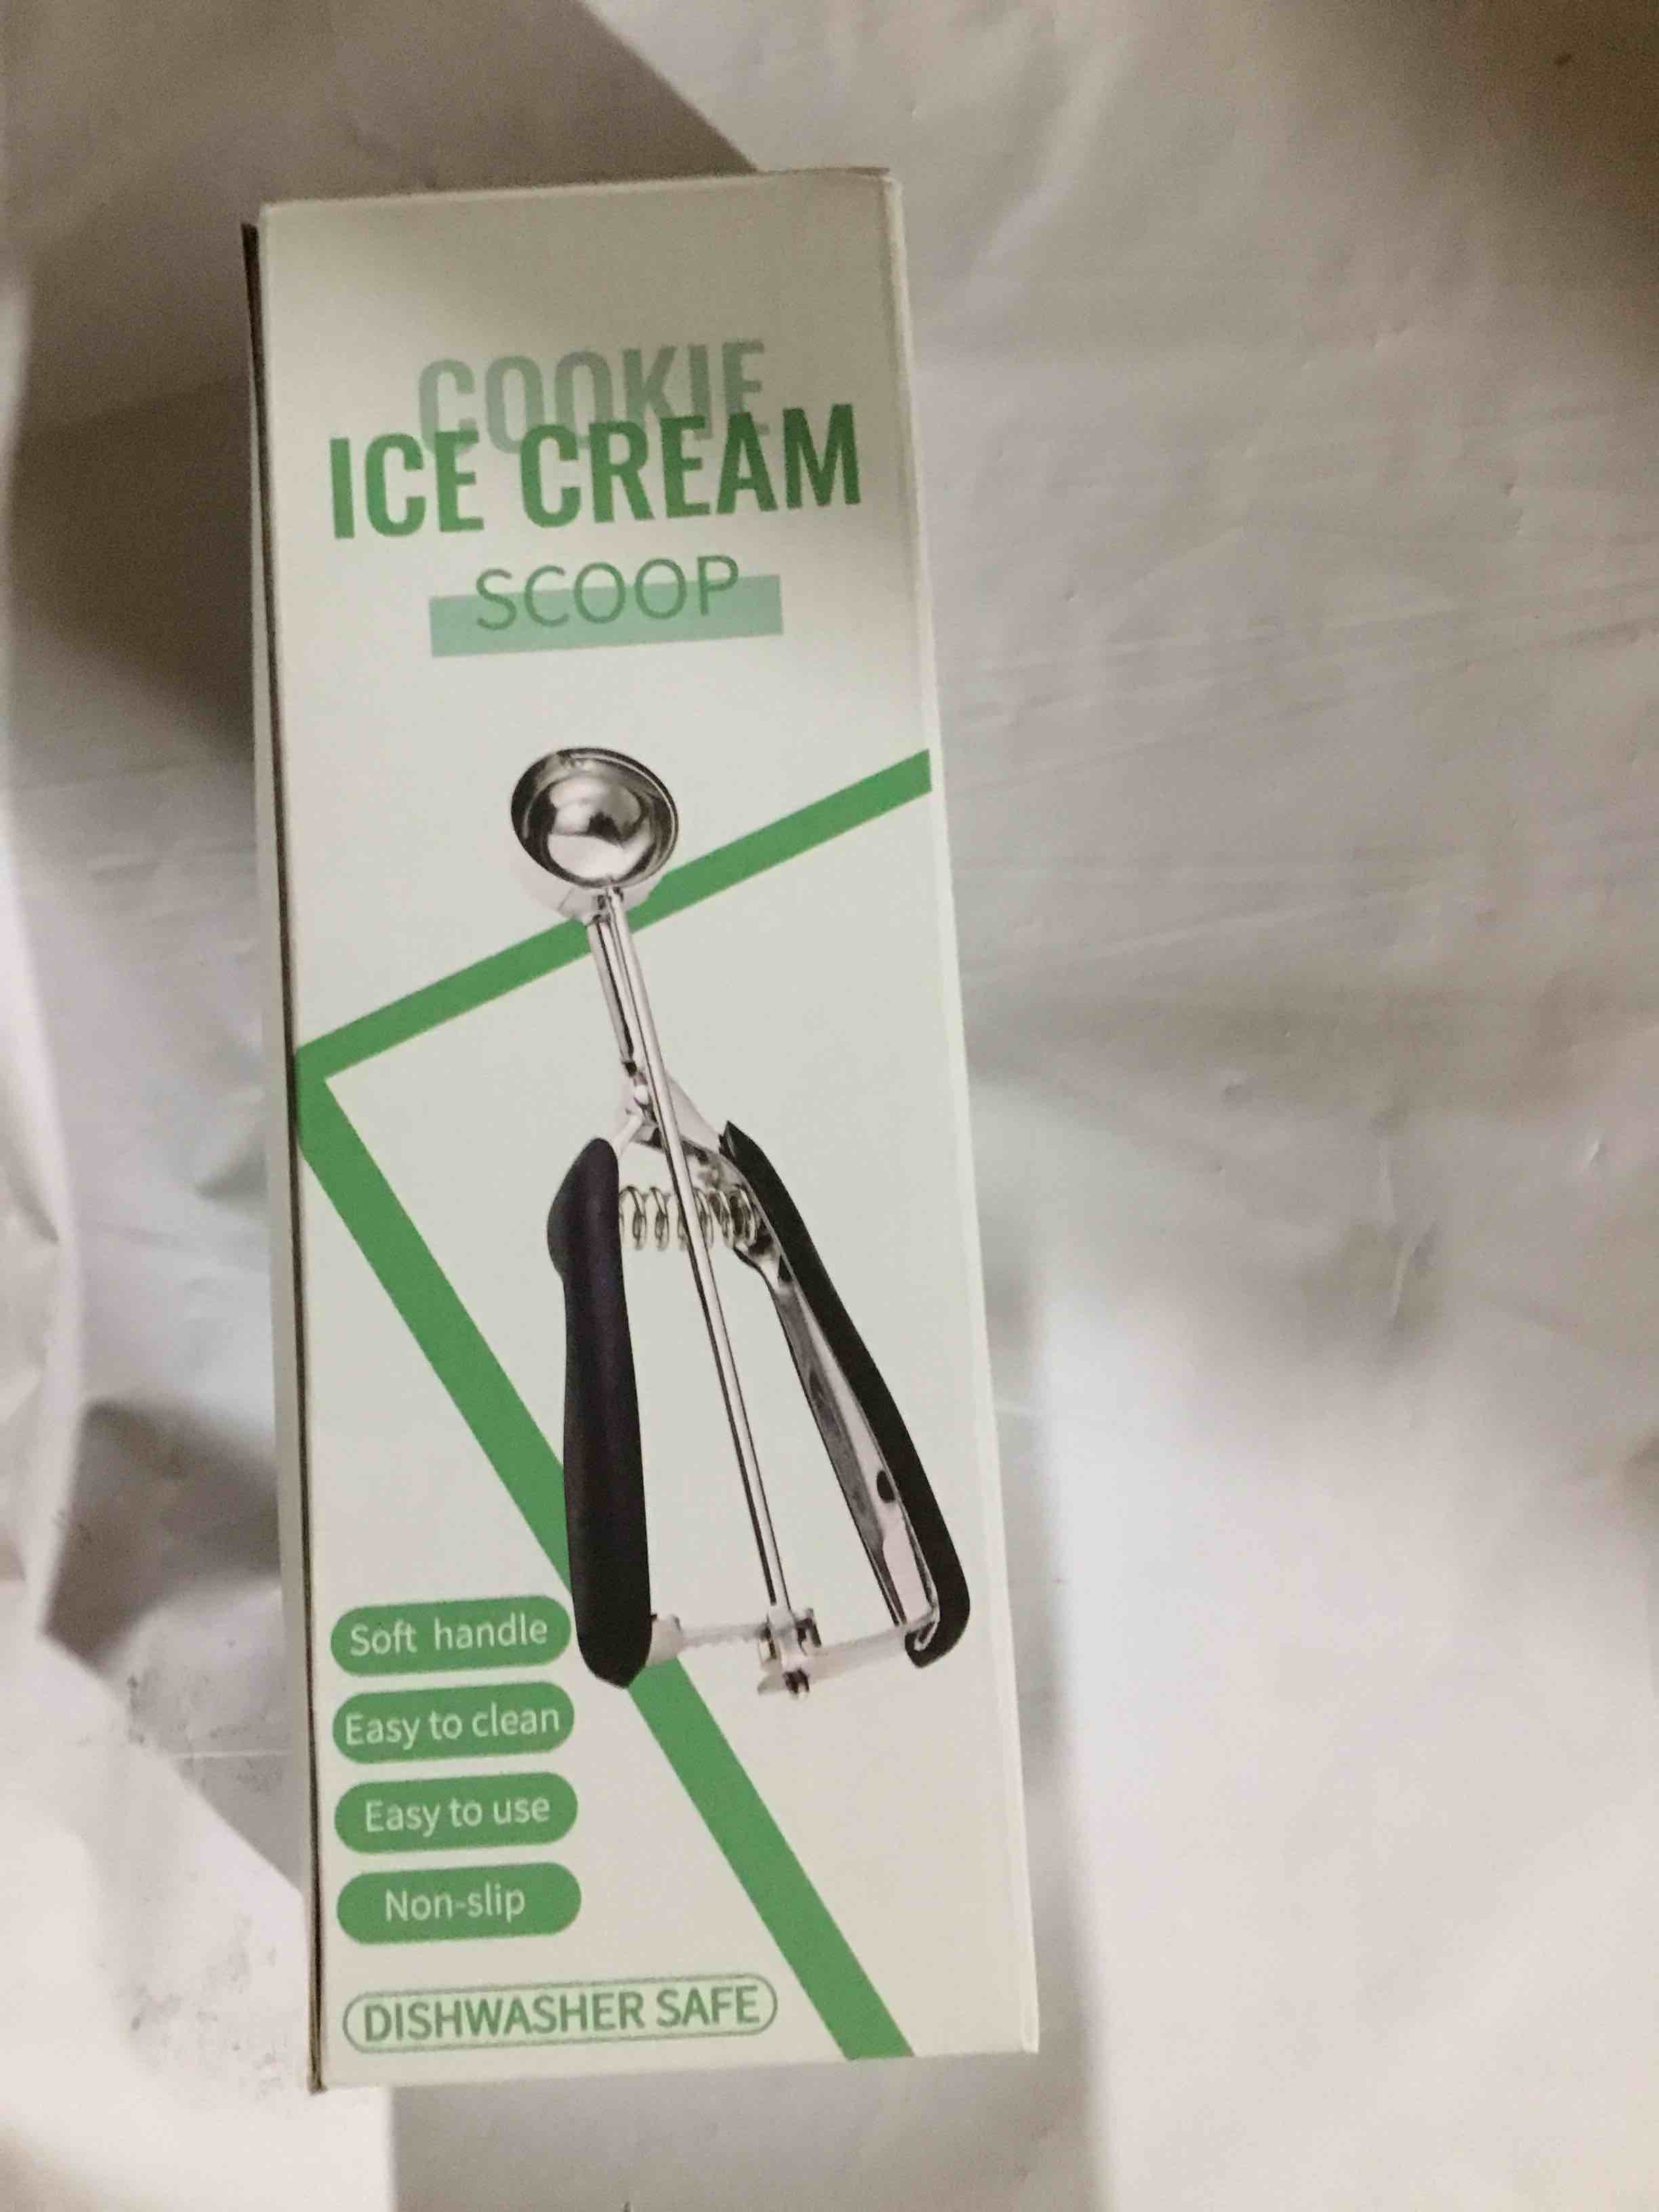 COOKIE
ICE CREAM
SCOOP
Soft handle
Easy to clean
Easy to use
Non-slip
DISHWASHER SAFE